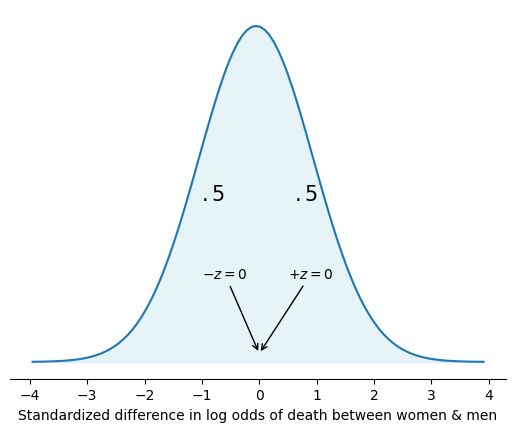 .5 .5
−z = 0 +z = 0
−4 −3 −2 −1 0 1 2 3 4
Standardized difference in log odds of death between women & men